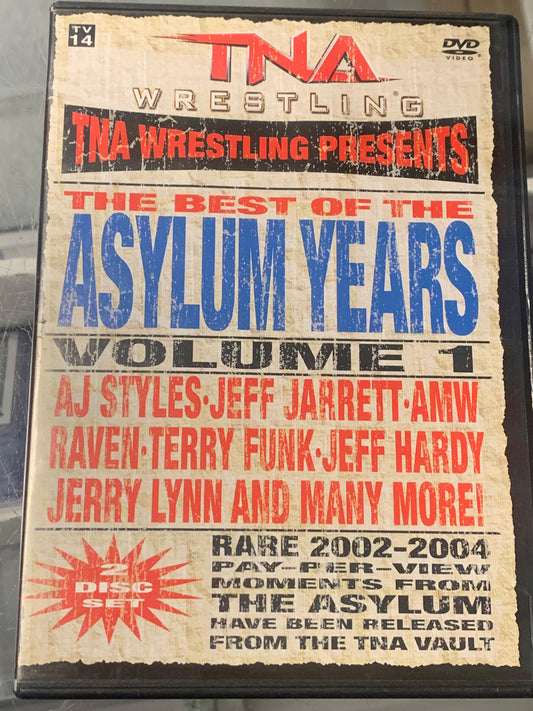 TV
14
TNA
DVD
VIDEO
WRESTLING®
TNA WRESTLING PRESENTS
THE BEST OF THE
ASYLUM YEARS
VOLUME 1
AJ STYLES·JEFF JARRETT·AMW
RAVEN·TERRY FUNK·JEFF HARDY
JERRY LYNN AND MANY MORE!
2
DISC
SET
RARE 2002-2004
PAY-PER-VIEW
MOMENTS FROM
THE ASYLUM
HAVE BEEN RELEASED
FROM THE TNA VAULT